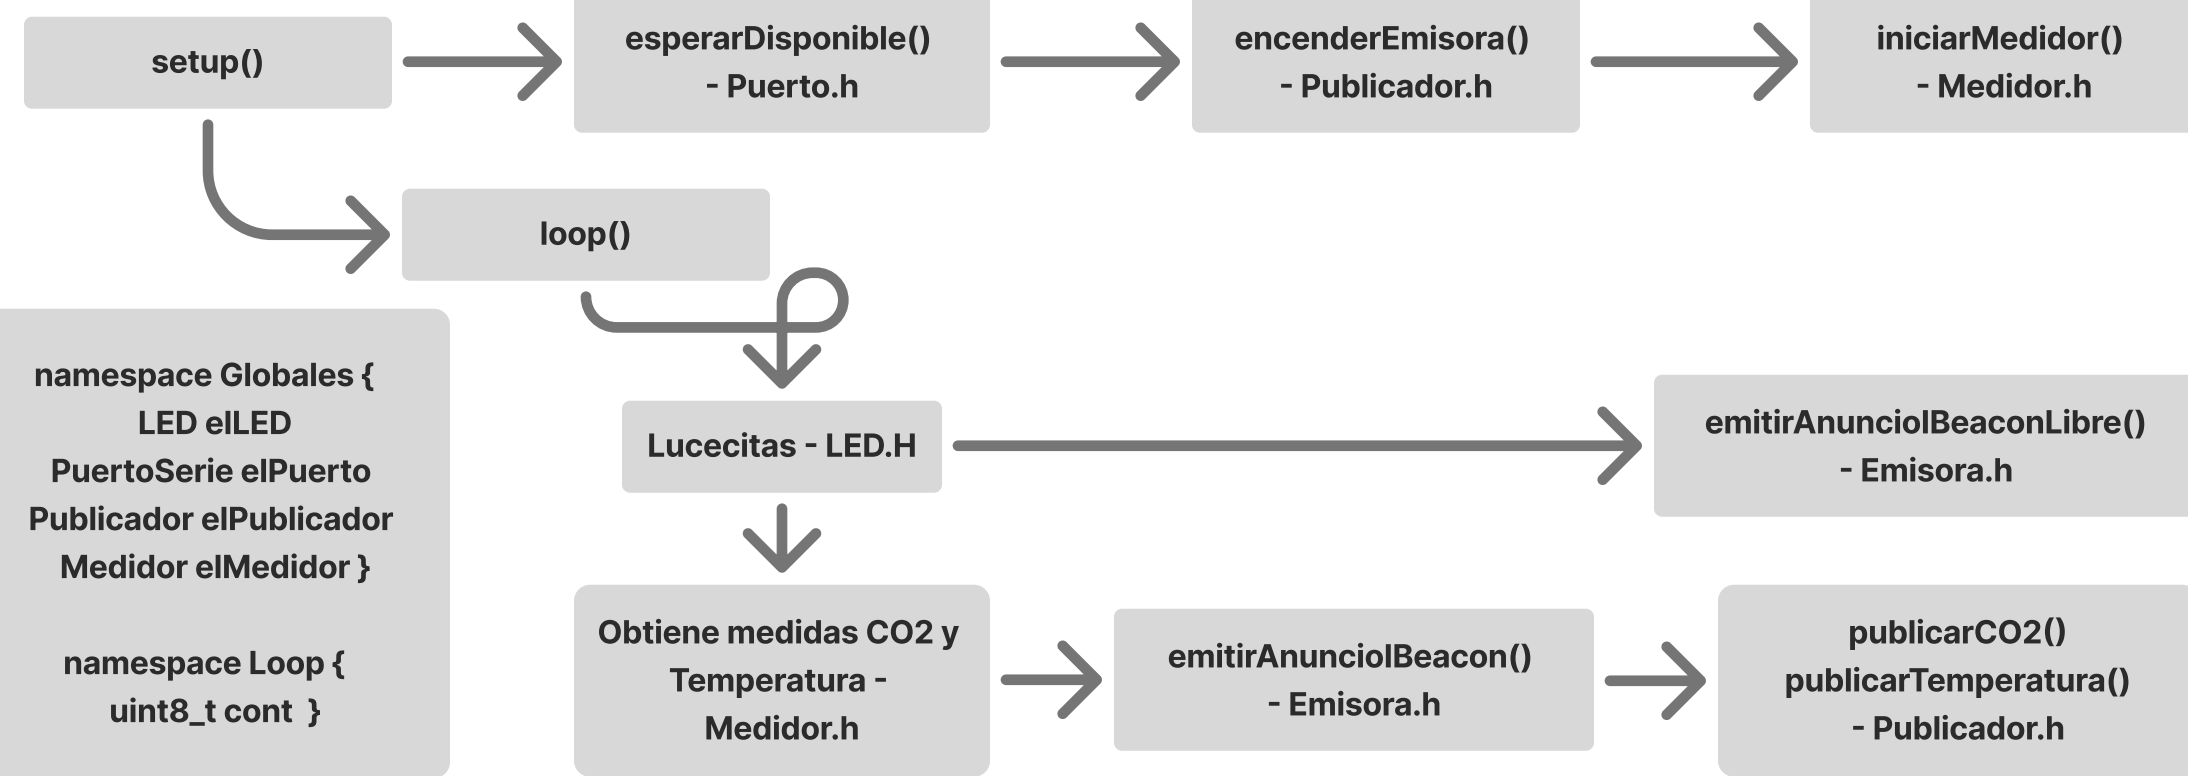 setup()
esperarDisponible()
- Puerto.h
encenderEmisora()
- Publicador.h
iniciarMedidor()
- Medidor.h
loop()
namespace Globales {
LED elLED
PuertoSerie elPuerto
Publicador elPublicador
Medidor elMedidor }
namespace Loop {
uint8_t cont }
Lucecitas - LED.H
emitirAnuncioIBeaconLibre()
- Emisora.h
Obtiene medidas CO2 y
Temperatura -
Medidor.h
emitirAnuncioIBeacon()
- Emisora.h
publicarCO2()
publicarTemperatura()
- Publicador.h